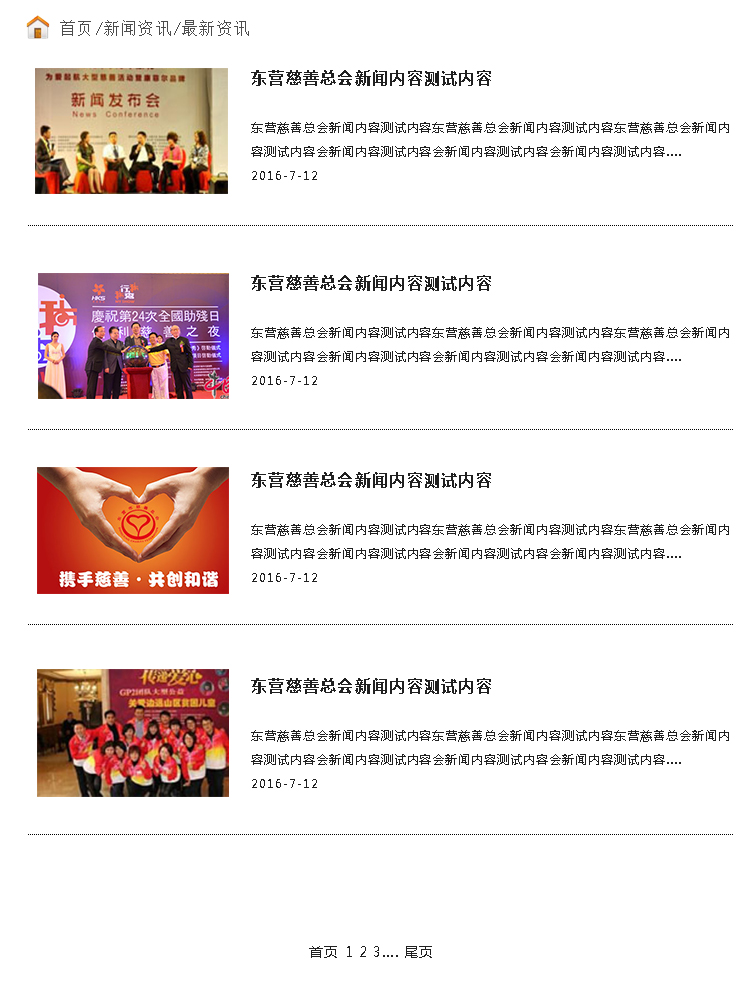 首页/新闻资讯/最新资讯
新闻发布会
News Conference
东营慈善总会新闻内容测试内容
东营慈善总会新闻内容测试内容东营慈善总会新闻内容测试内容东营慈善总会新闻内
容测试内容会新闻内容测试内容会新闻内容测试内容会新闻内容测试内容....
2016-7-12
HKS
慶祝第24次全國助殘日
慈善之夜
东营慈善总会新闻内容测试内容
东营慈善总会新闻内容测试内容东营慈善总会新闻内容测试内容东营慈善总会新闻内
容测试内容会新闻内容测试内容会新闻内容测试内容会新闻内容测试内容....
2016-7-12
携手慈善·共创和谐
东营慈善总会新闻内容测试内容
东营慈善总会新闻内容测试内容东营慈善总会新闻内容测试内容东营慈善总会新闻内
容测试内容会新闻内容测试内容会新闻内容测试内容会新闻内容测试内容....
2016-7-12
传递爱心
GP2团队大型公益
关爱边远山区贫困儿童
东营慈善总会新闻内容测试内容
东营慈善总会新闻内容测试内容东营慈善总会新闻内容测试内容东营慈善总会新闻内
容测试内容会新闻内容测试内容会新闻内容测试内容会新闻内容测试内容....
2016-7-12
首页 1 2 3.... 尾页